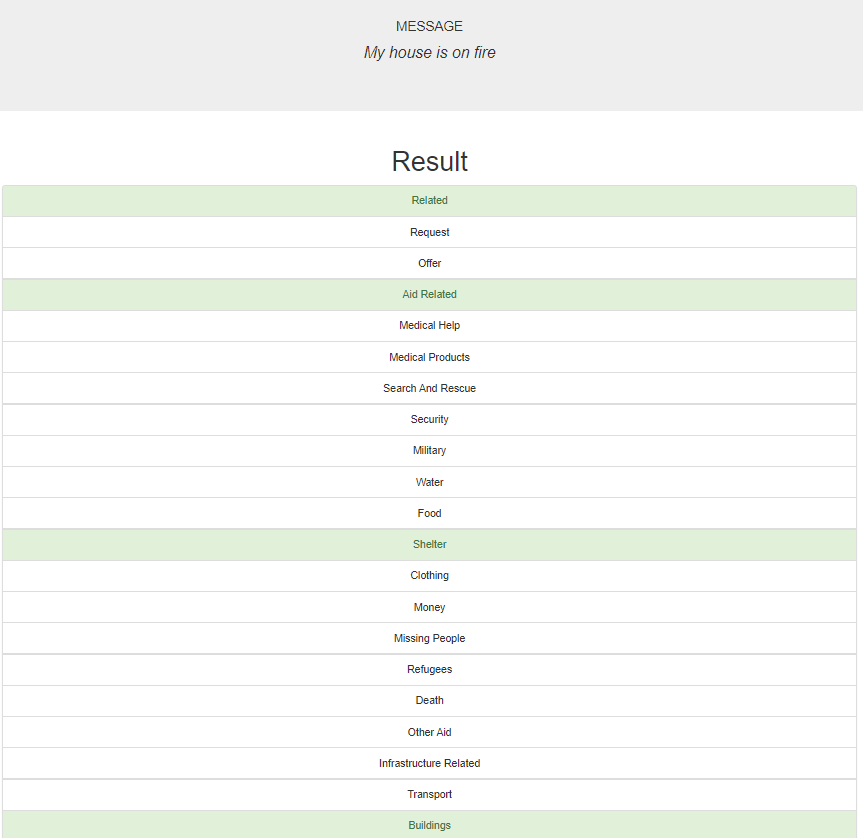 MESSAGE
My house is on fire
Result
Related
Request
Offer
Aid Related
Medical Help
Medical Products
Search And Rescue
Security
Military
Water
Food
Shelter
Clothing
Money
Missing People
Refugees
Death
Other Aid
Infrastructure Related
Transport
Buildings